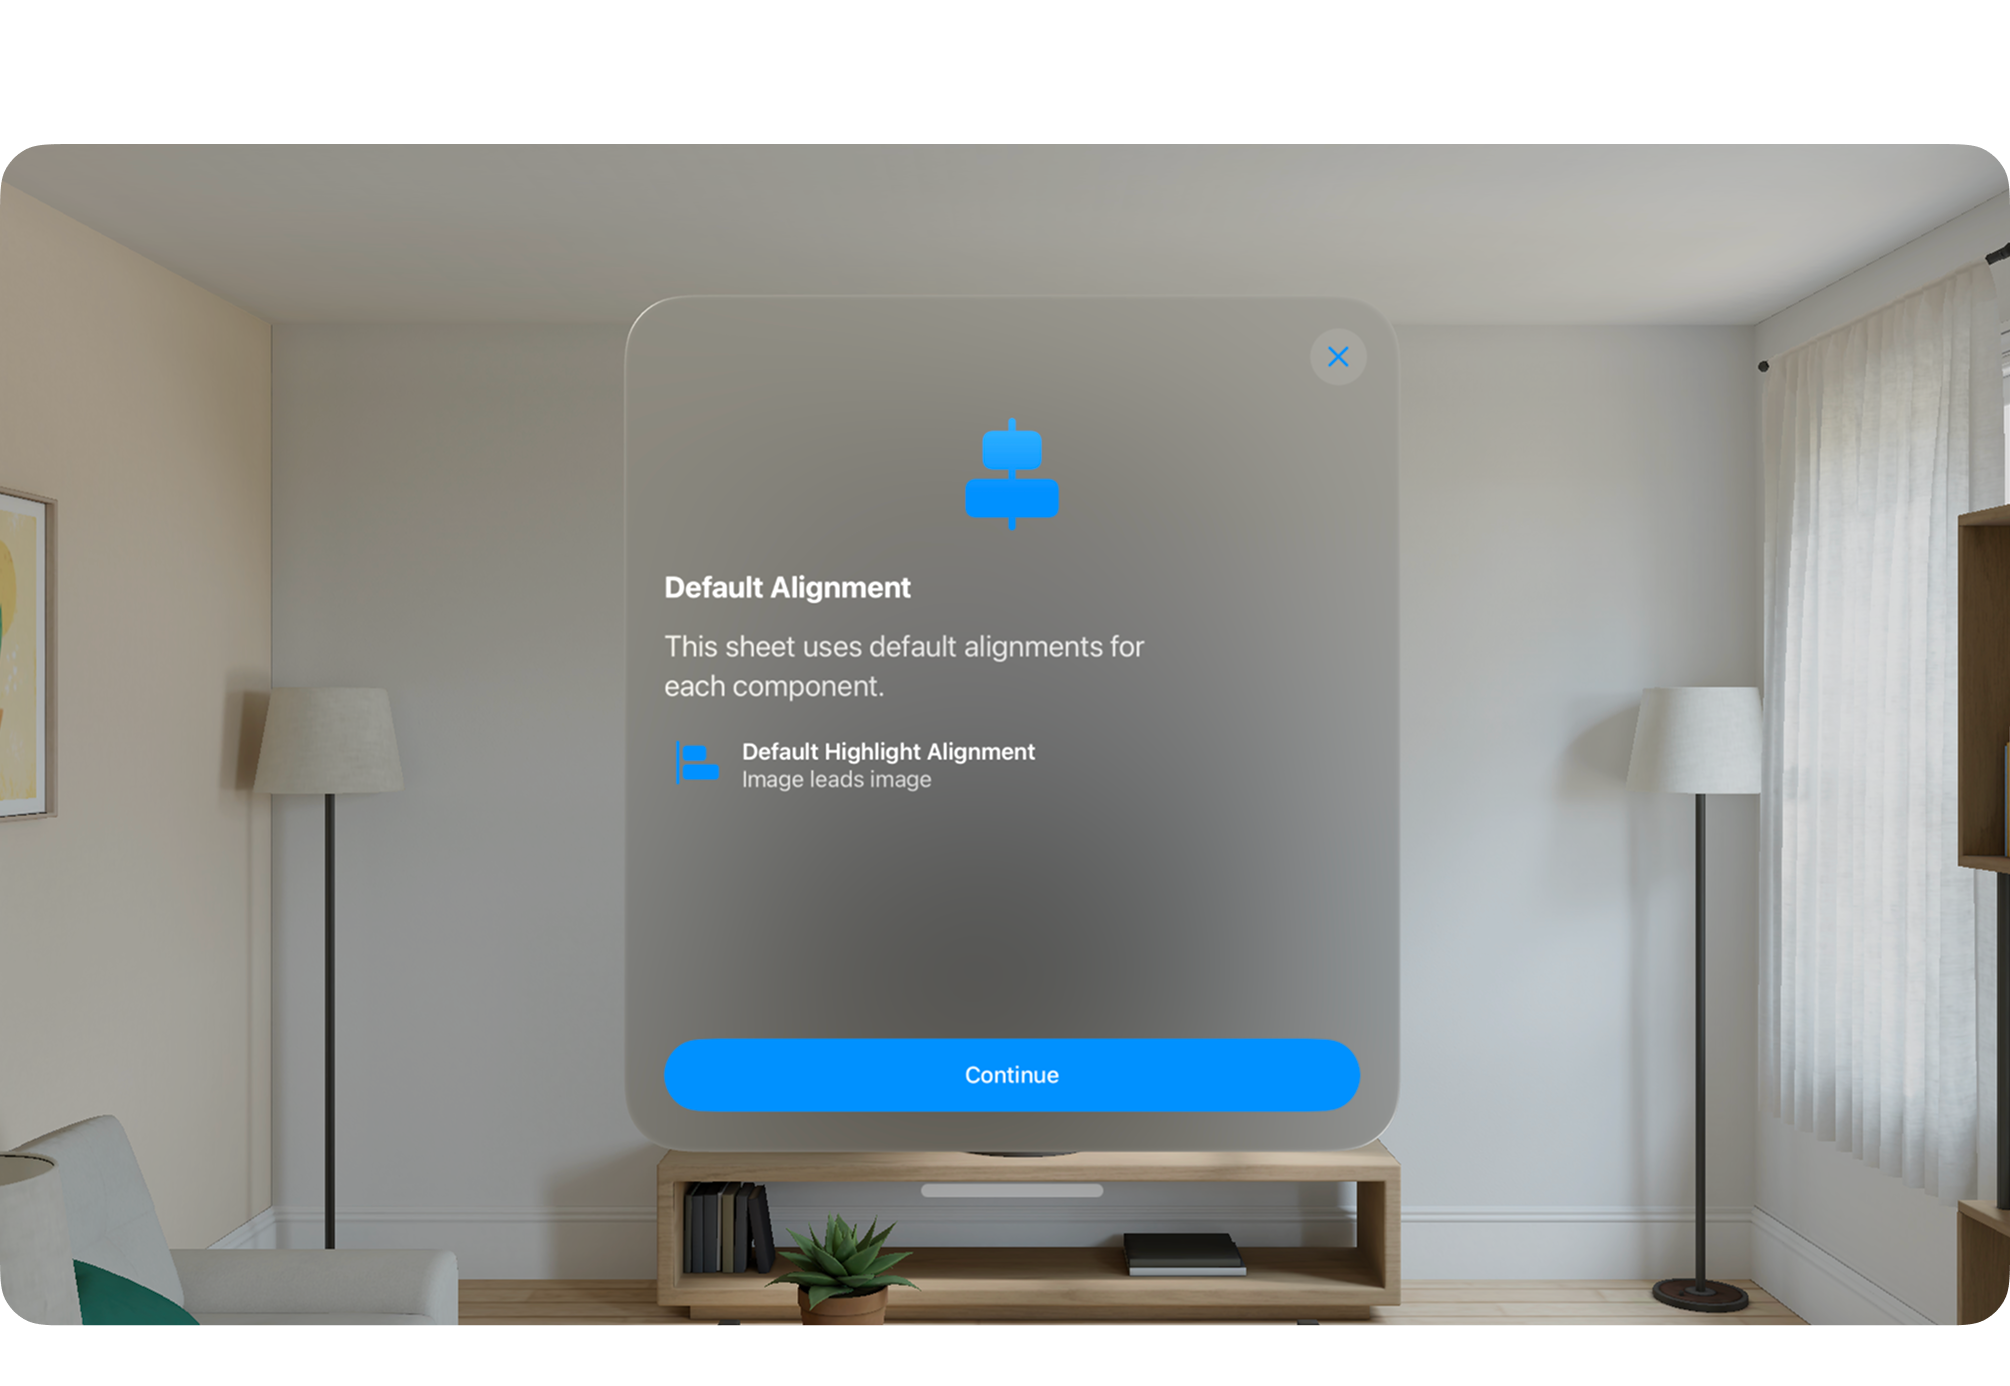 Default Alignment
This sheet uses default alignments for
each component.
Default Highlight Alignment
Image leads image
Continue